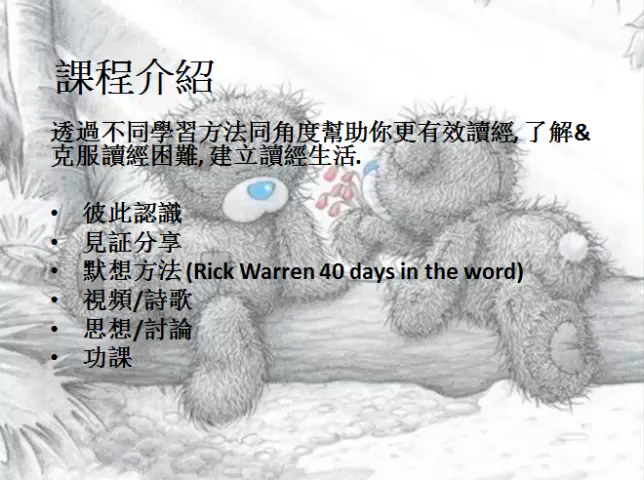 課程介紹
透過不同學習方法同角度幫助你更有效讀經, 了解&
克服讀經困難, 建立讀經生活.
• 彼此認識
• 見証分享
• 默想方法 (Rick Warren 40 days in the word)
• 視頻/詩歌
• 思想/討論
• 功課